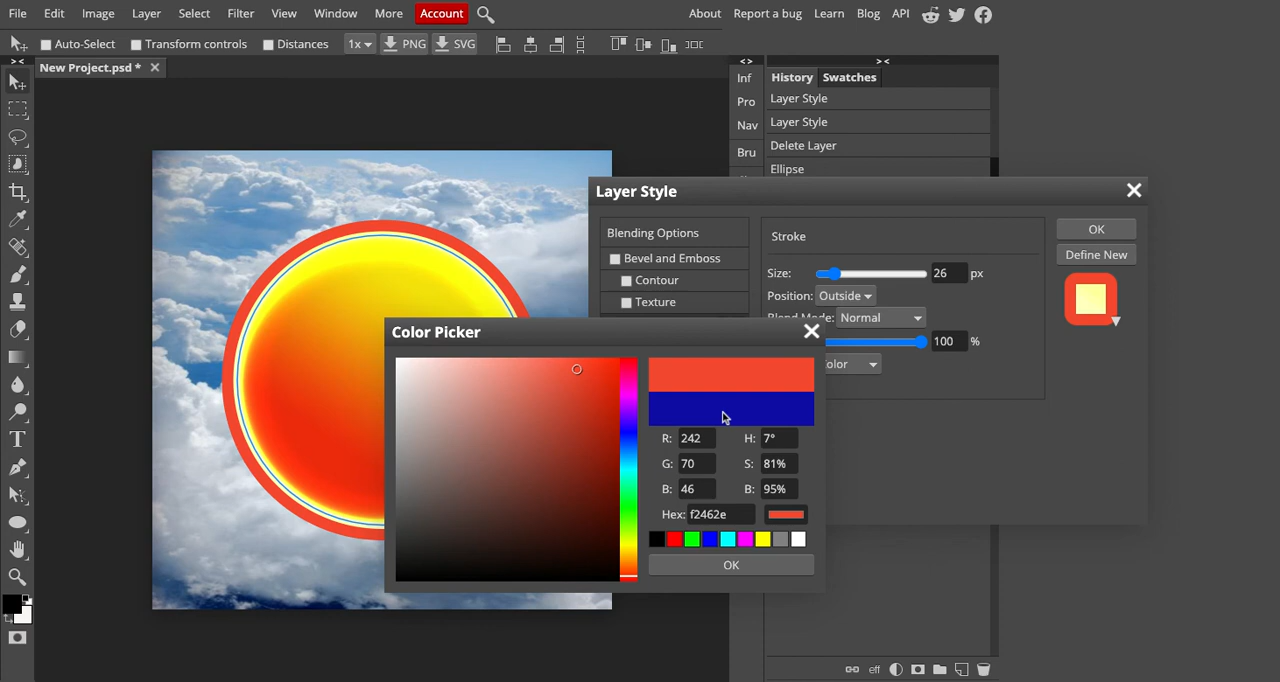 File Edit Image Layer Select Filter View Window More Account About Report a bug Learn Blog API
Auto-Select Transform controls Distances 1x PNG SVG
New Project.psd *
Inf
Pro
Nav
Bru
History Swatches
Layer Style
Layer Style
Delete Layer
Ellipse
Layer Style
Blending Options
Bevel and Emboss
Contour
Texture
Stroke
Size: 26 px
Position: Outside
Blend Mode: Normal
100 %
olor
OK
Define New
Color Picker
R: 242 H: 7°
G: 70 S: 81%
B: 46 B: 95%
Hex: f2462e
OK
eff